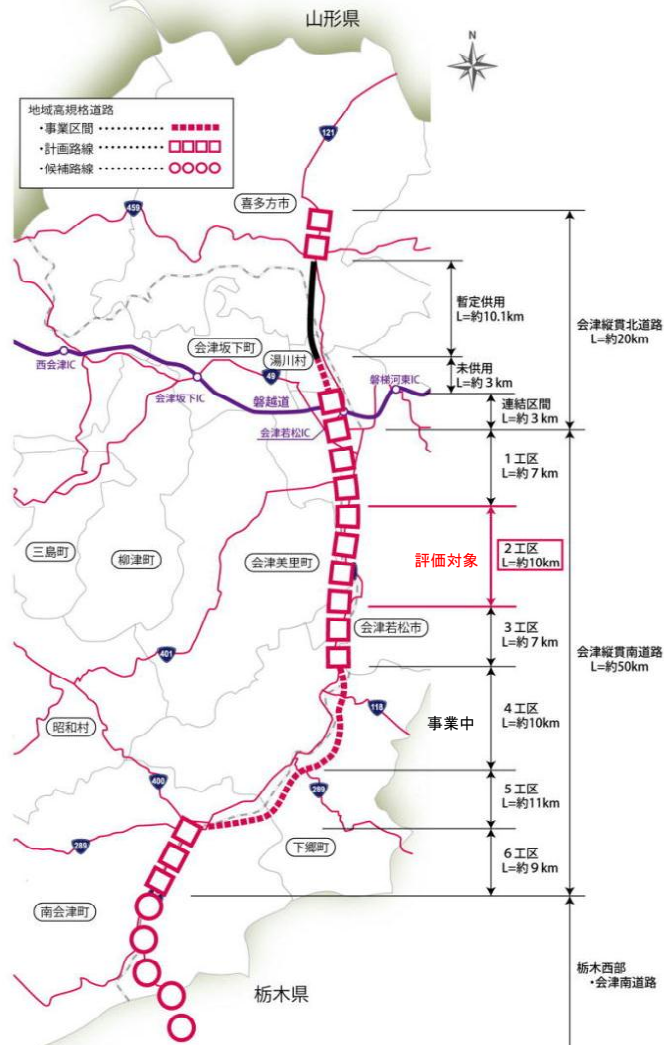 山形県
N
地域高規格道路
・事業区間
・計画路線
・候補路線
121
喜多方市
459
暫定供用
L=約10.1km
会津縦貫北道路
L=約20km
会津坂下町
湯川村
49
西会津IC
会津坂下IC
磐越道
磐梯河東IC
未供用
L=約3km
会津若松IC
連結区間
L=約3km
1工区
L=約7km
三島町
柳津町
会津美里町
評価対象
2工区
L=約10km
会津若松市
3工区
L=約7km
会津縦貫南道路
L=約50km
401
118
事業中
4工区
L=約10km
昭和村
400
289
5工区
L=約11km
289
下郷町
6工区
L=約9km
南会津町
栃木西部
・会津南道路
栃木県